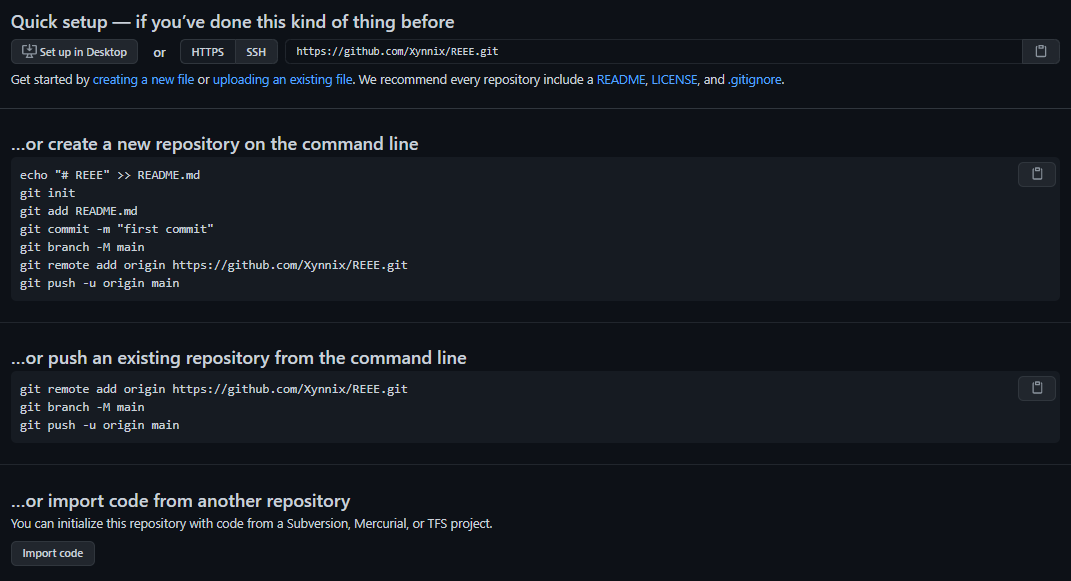 Quick setup — if you’ve done this kind of thing before
Set up in Desktop or HTTPS SSH https://github.com/Xynnix/REEE.git
Get started by creating a new file or uploading an existing file. We recommend every repository include a README, LICENSE, and .gitignore.
…or create a new repository on the command line
echo "# REEE" >> README.md
git init
git add README.md
git commit -m "first commit"
git branch -M main
git remote add origin https://github.com/Xynnix/REEE.git
git push -u origin main
…or push an existing repository from the command line
git remote add origin https://github.com/Xynnix/REEE.git
git branch -M main
git push -u origin main
…or import code from another repository
You can initialize this repository with code from a Subversion, Mercurial, or TFS project.
Import code